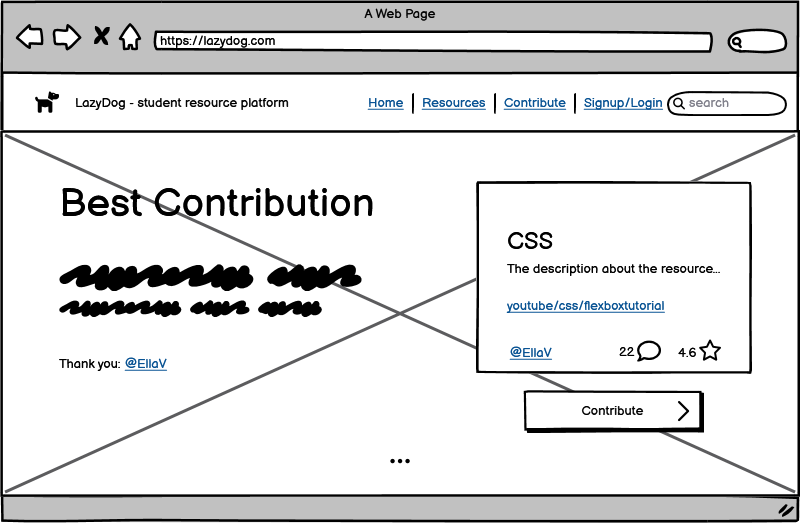 A Web Page
https://lazydog.com
LazyDog - student resource platform
Home | Resources | Contribute | Signup/Login
search
Best Contribution
Thank you: @EllaV
CSS
The description about the resource...
youtube/css/flexboxtutorial
@EllaV
22
4.6
Contribute
...